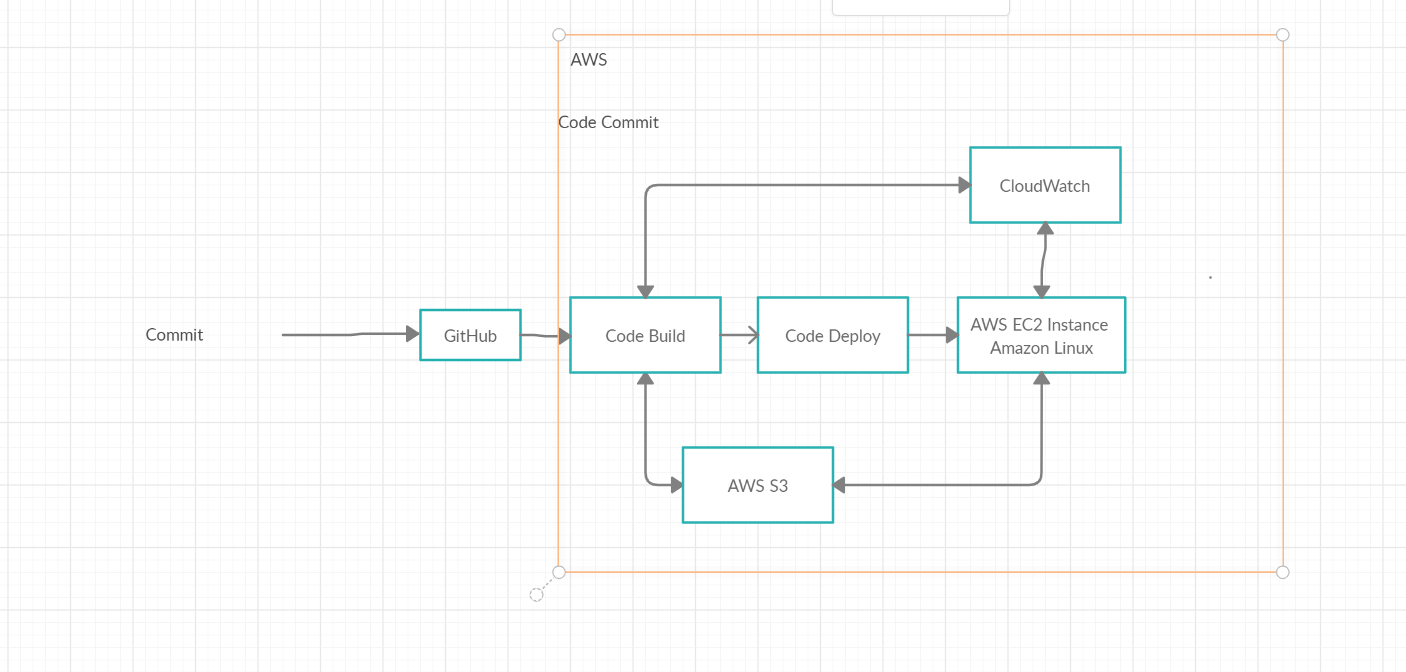 AWS
Code Commit
CloudWatch
Commit
GitHub
Code Build
Code Deploy
AWS EC2 Instance
Amazon Linux
AWS S3